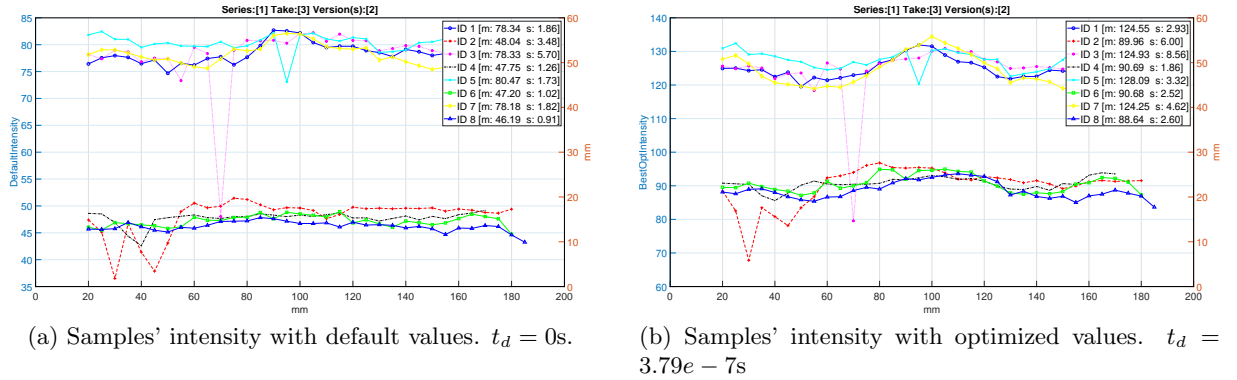 Series:[1] Take:[3] Version(s):[2]
85
80
75
70
65
60
55
50
45
40
35
DefaultIntensity
60
50
40
30
20
10
0
mm
0
20
40
60
80
100
120
140
160
180
200
mm
ID 1 [m: 78.34 s: 1.86]
ID 2 [m: 48.04 s: 3.48]
ID 3 [m: 78.33 s: 5.70]
ID 4 [m: 47.75 s: 1.26]
ID 5 [m: 80.47 s: 1.73]
ID 6 [m: 47.20 s: 1.02]
ID 7 [m: 78.18 s: 1.82]
ID 8 [m: 46.19 s: 0.91]
(a) Samples' intensity with default values. t_d = 0s.
Series:[1] Take:[3] Version(s):[2]
140
130
120
110
100
90
80
70
60
BestOptIntensity
60
50
40
30
20
10
0
mm
0
20
40
60
80
100
120
140
160
180
200
mm
ID 1 [m: 124.55 s: 2.93]
ID 2 [m: 89.96 s: 6.00]
ID 3 [m: 124.93 s: 8.56]
ID 4 [m: 90.69 s: 1.86]
ID 5 [m: 128.09 s: 3.32]
ID 6 [m: 90.68 s: 2.52]
ID 7 [m: 124.25 s: 4.62]
ID 8 [m: 88.64 s: 2.60]
(b) Samples' intensity with optimized values. t_d =
3.79e − 7s